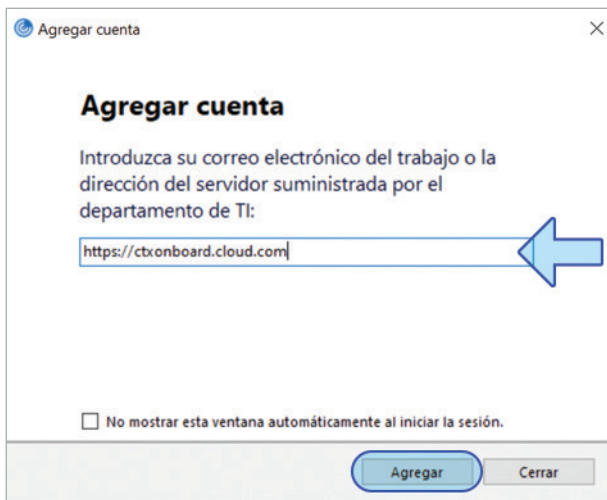 Agregar cuenta
Agregar cuenta
Introduzca su correo electrónico del trabajo o la
dirección del servidor suministrada por el
departamento de TI:
https://ctxonboard.cloud.com
No mostrar esta ventana automáticamente al iniciar la sesión.
Agregar Cerrar